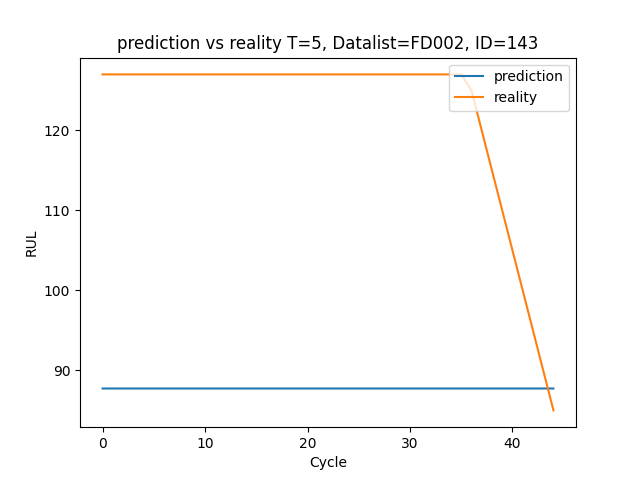 prediction vs reality T=5, Datalist=FD002, ID=143
prediction
reality
120
110
100
90
RUL
0 10 20 30 40
Cycle